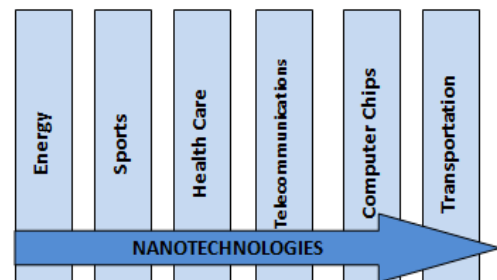 Energy
Sports
Health Care
Telecommunications
Computer Chips
Transportation
NANOTECHNOLOGIES